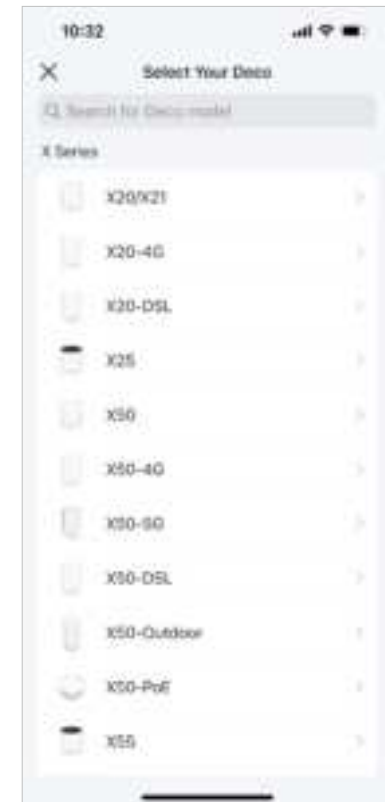 10:32
Select Your Deco
Search for Deco model
X Series
X20/X21
X20-4G
X20-DSL
X25
X50
X50-4G
X50-5G
X50-DSL
X50-Outdoor
X50-PoE
X55